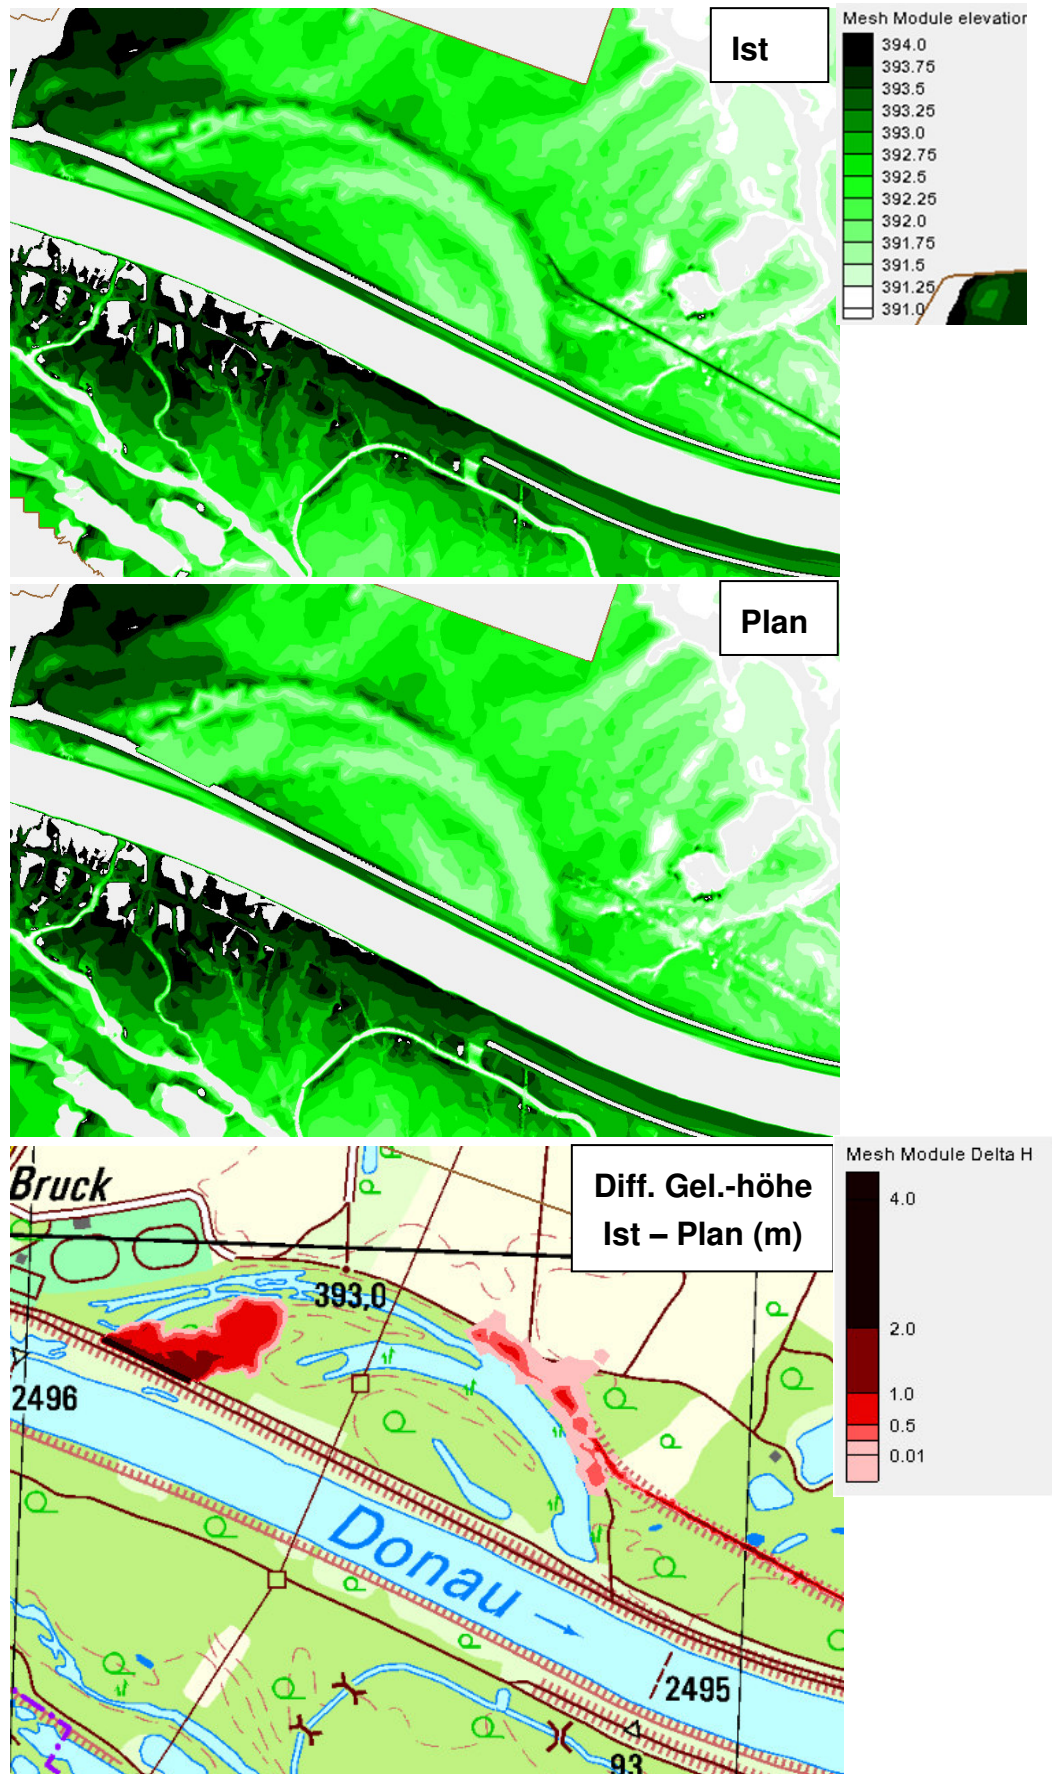 Ist
Mesh Module elevation
394.0
393.75
393.5
393.25
393.0
392.75
392.5
392.25
392.0
391.75
391.5
391.25
391.0
Plan
Mesh Module Delta H
4.0
2.0
1.0
0.5
0.01
Diff. Gel.-höhe
Ist – Plan (m)
Bruck
393,0
2496
Donau
2495
93